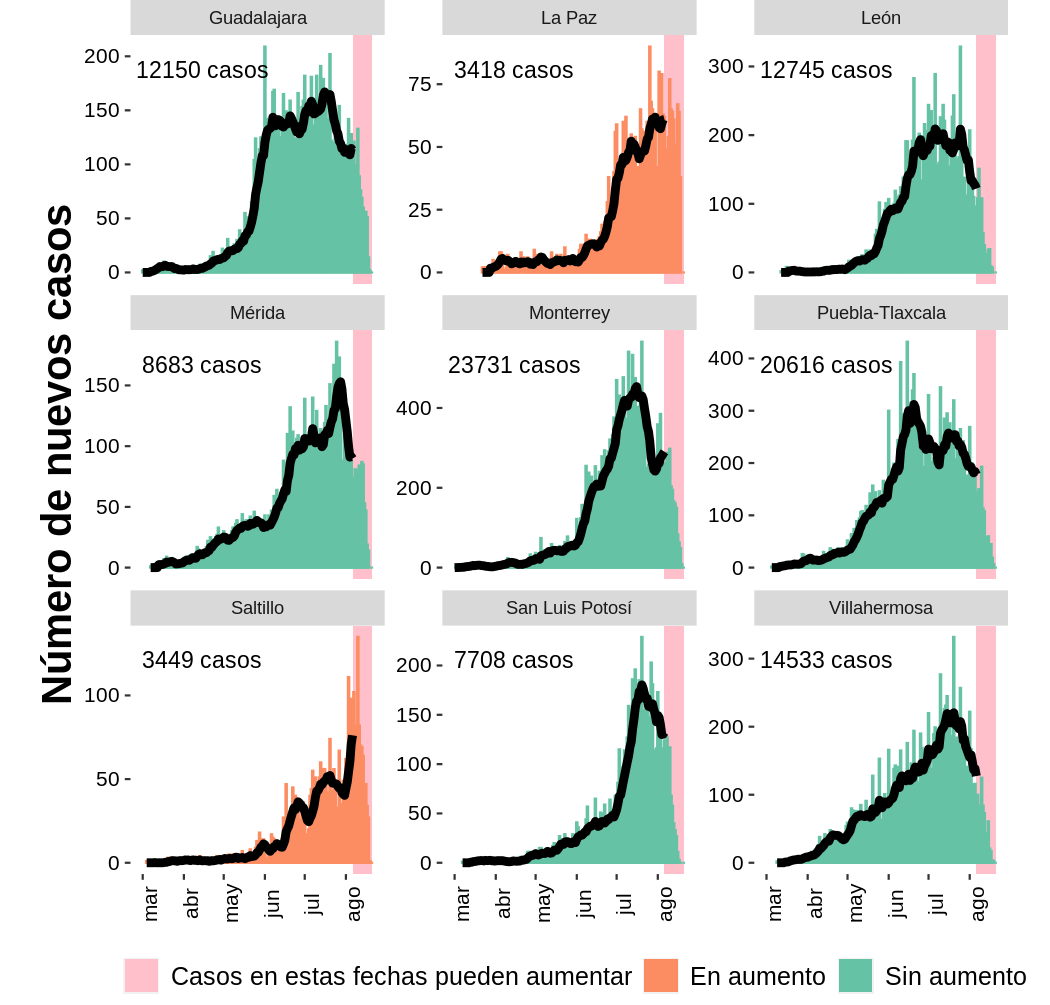 Número de nuevos casos
Guadalajara
La Paz
León
200
150
100
50
0
12150 casos
75
50
25
0
3418 casos
300
200
100
0
12745 casos
Mérida
Monterrey
Puebla-Tlaxcala
150
100
50
0
8683 casos
400
200
0
23731 casos
400
300
200
100
0
20616 casos
Saltillo
San Luis Potosí
Villahermosa
100
50
0
3449 casos
200
150
100
50
0
7708 casos
300
200
100
0
14533 casos
mar abr may jun jul ago
mar abr may jun jul ago
mar abr may jun jul ago
Casos en estas fechas pueden aumentar En aumento Sin aumento